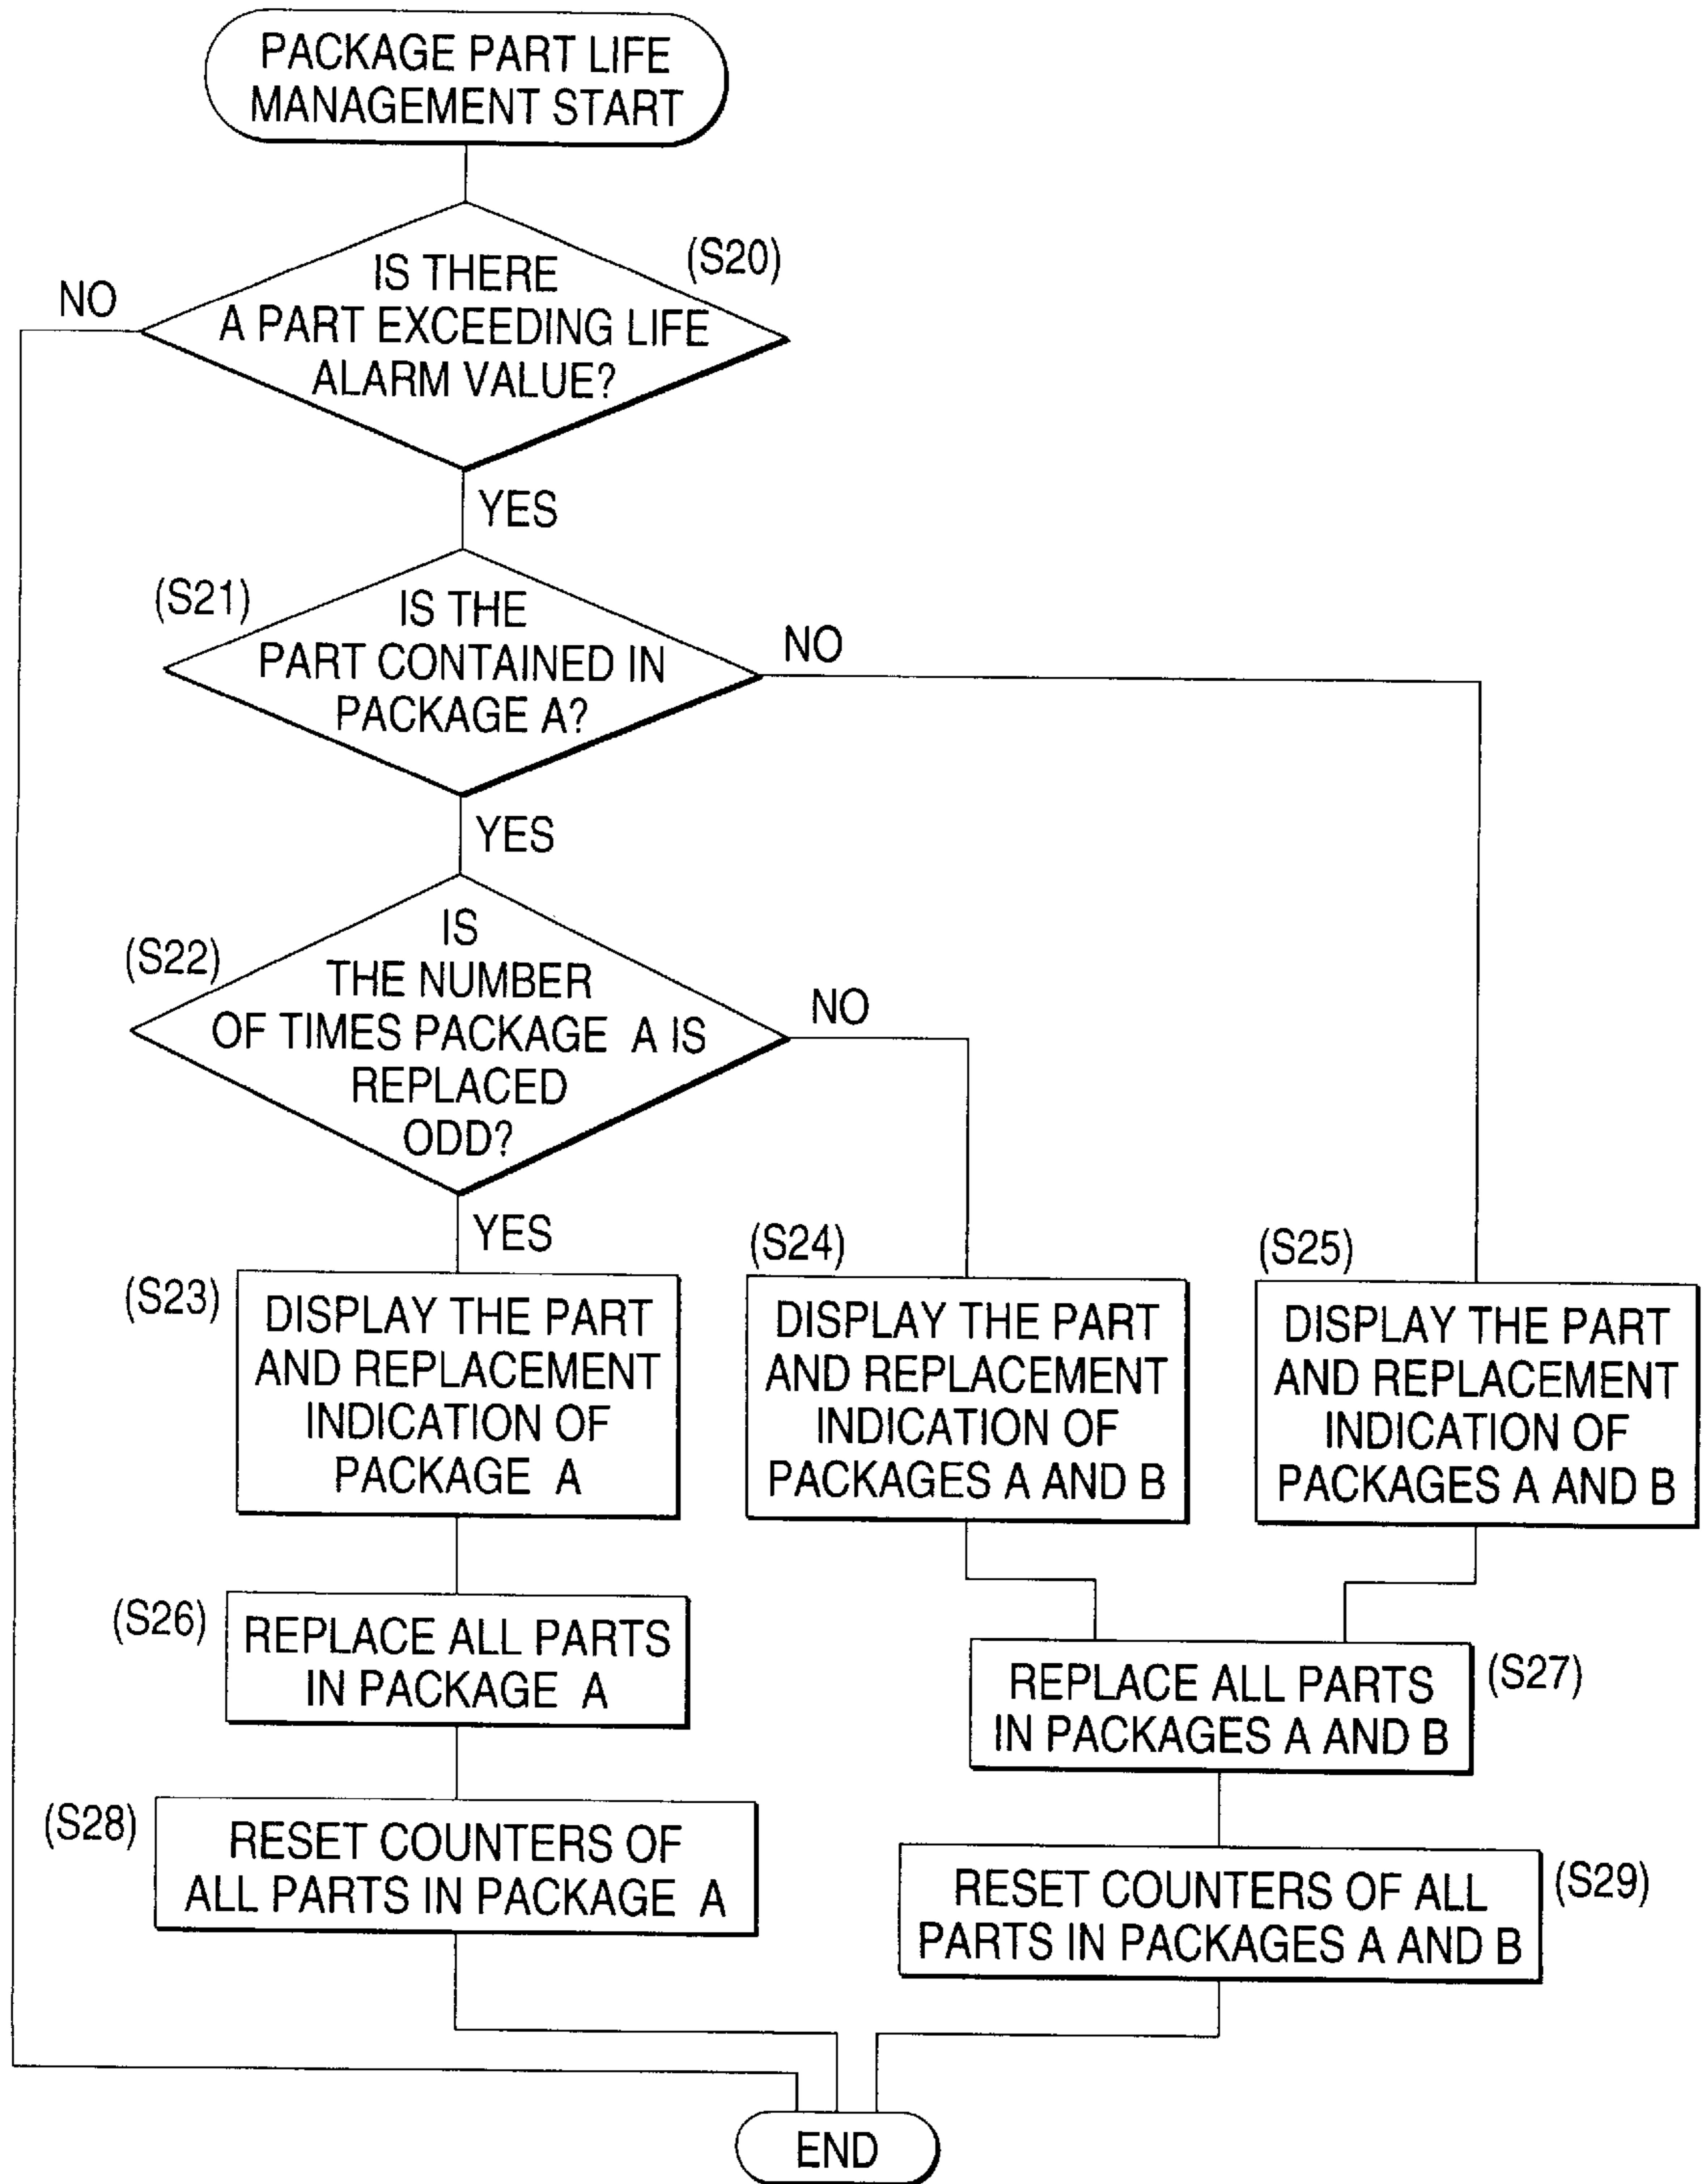 PACKAGE PART LIFE
MANAGEMENT START
(S20)
IS THERE
A PART EXCEEDING LIFE
ALARM VALUE?
NO
YES
(S21)
IS THE
PART CONTAINED IN
PACKAGE A?
NO
YES
(S22)
IS
THE NUMBER
OF TIMES PACKAGE A IS
REPLACED
ODD?
NO
YES
(S23)
DISPLAY THE PART
AND REPLACEMENT
INDICATION OF
PACKAGE A
(S24)
DISPLAY THE PART
AND REPLACEMENT
INDICATION OF
PACKAGES A AND B
(S25)
DISPLAY THE PART
AND REPLACEMENT
INDICATION OF
PACKAGES A AND B
(S26)
REPLACE ALL PARTS
IN PACKAGE A
(S27)
REPLACE ALL PARTS
IN PACKAGES A AND B
(S28)
RESET COUNTERS OF
ALL PARTS IN PACKAGE A
(S29)
RESET COUNTERS OF ALL
PARTS IN PACKAGES A AND B
END